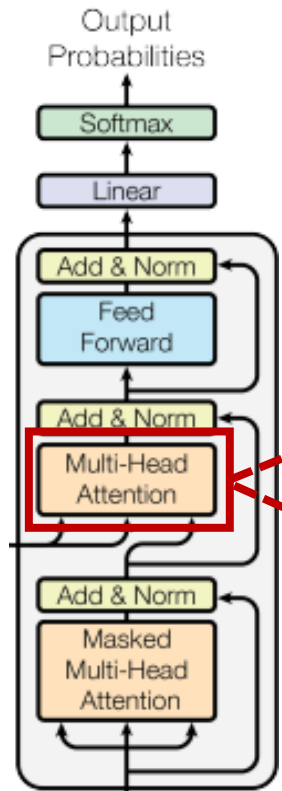 Output
Probabilities
Softmax
Linear
Add & Norm
Feed
Forward
Add & Norm
Multi-Head
Attention
Add & Norm
Masked
Multi-Head
Attention